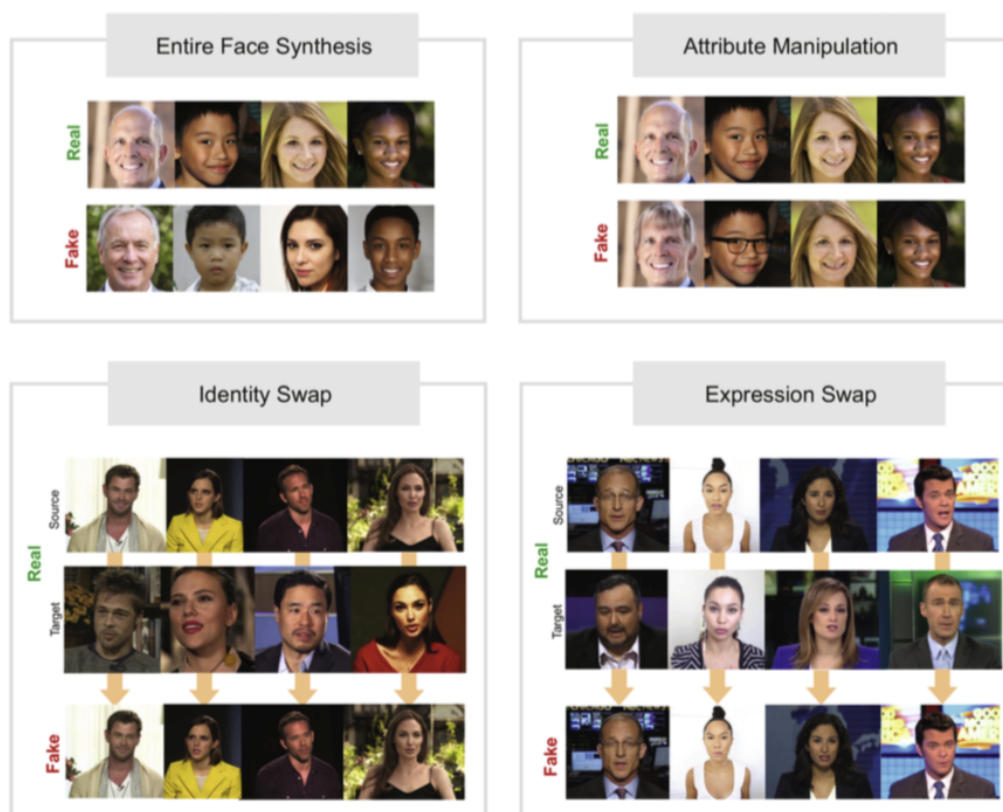 Entire Face Synthesis
Real
Fake
Attribute Manipulation
Real
Fake
Identity Swap
Real
Source
Target
Fake
Expression Swap
Real
Source
Target
Fake